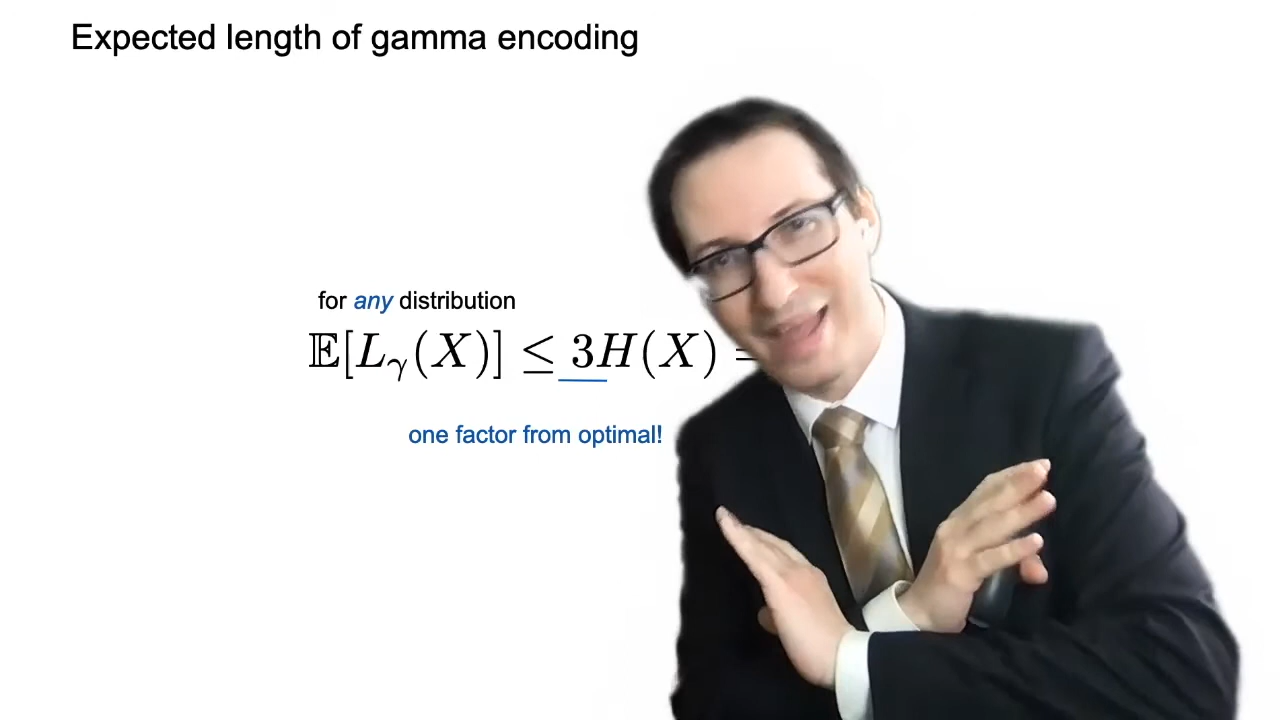 Expected length of gamma encoding
for any distribution
𝔼[L_γ(X)] ≤ 3H(X) =
one factor from optimal!